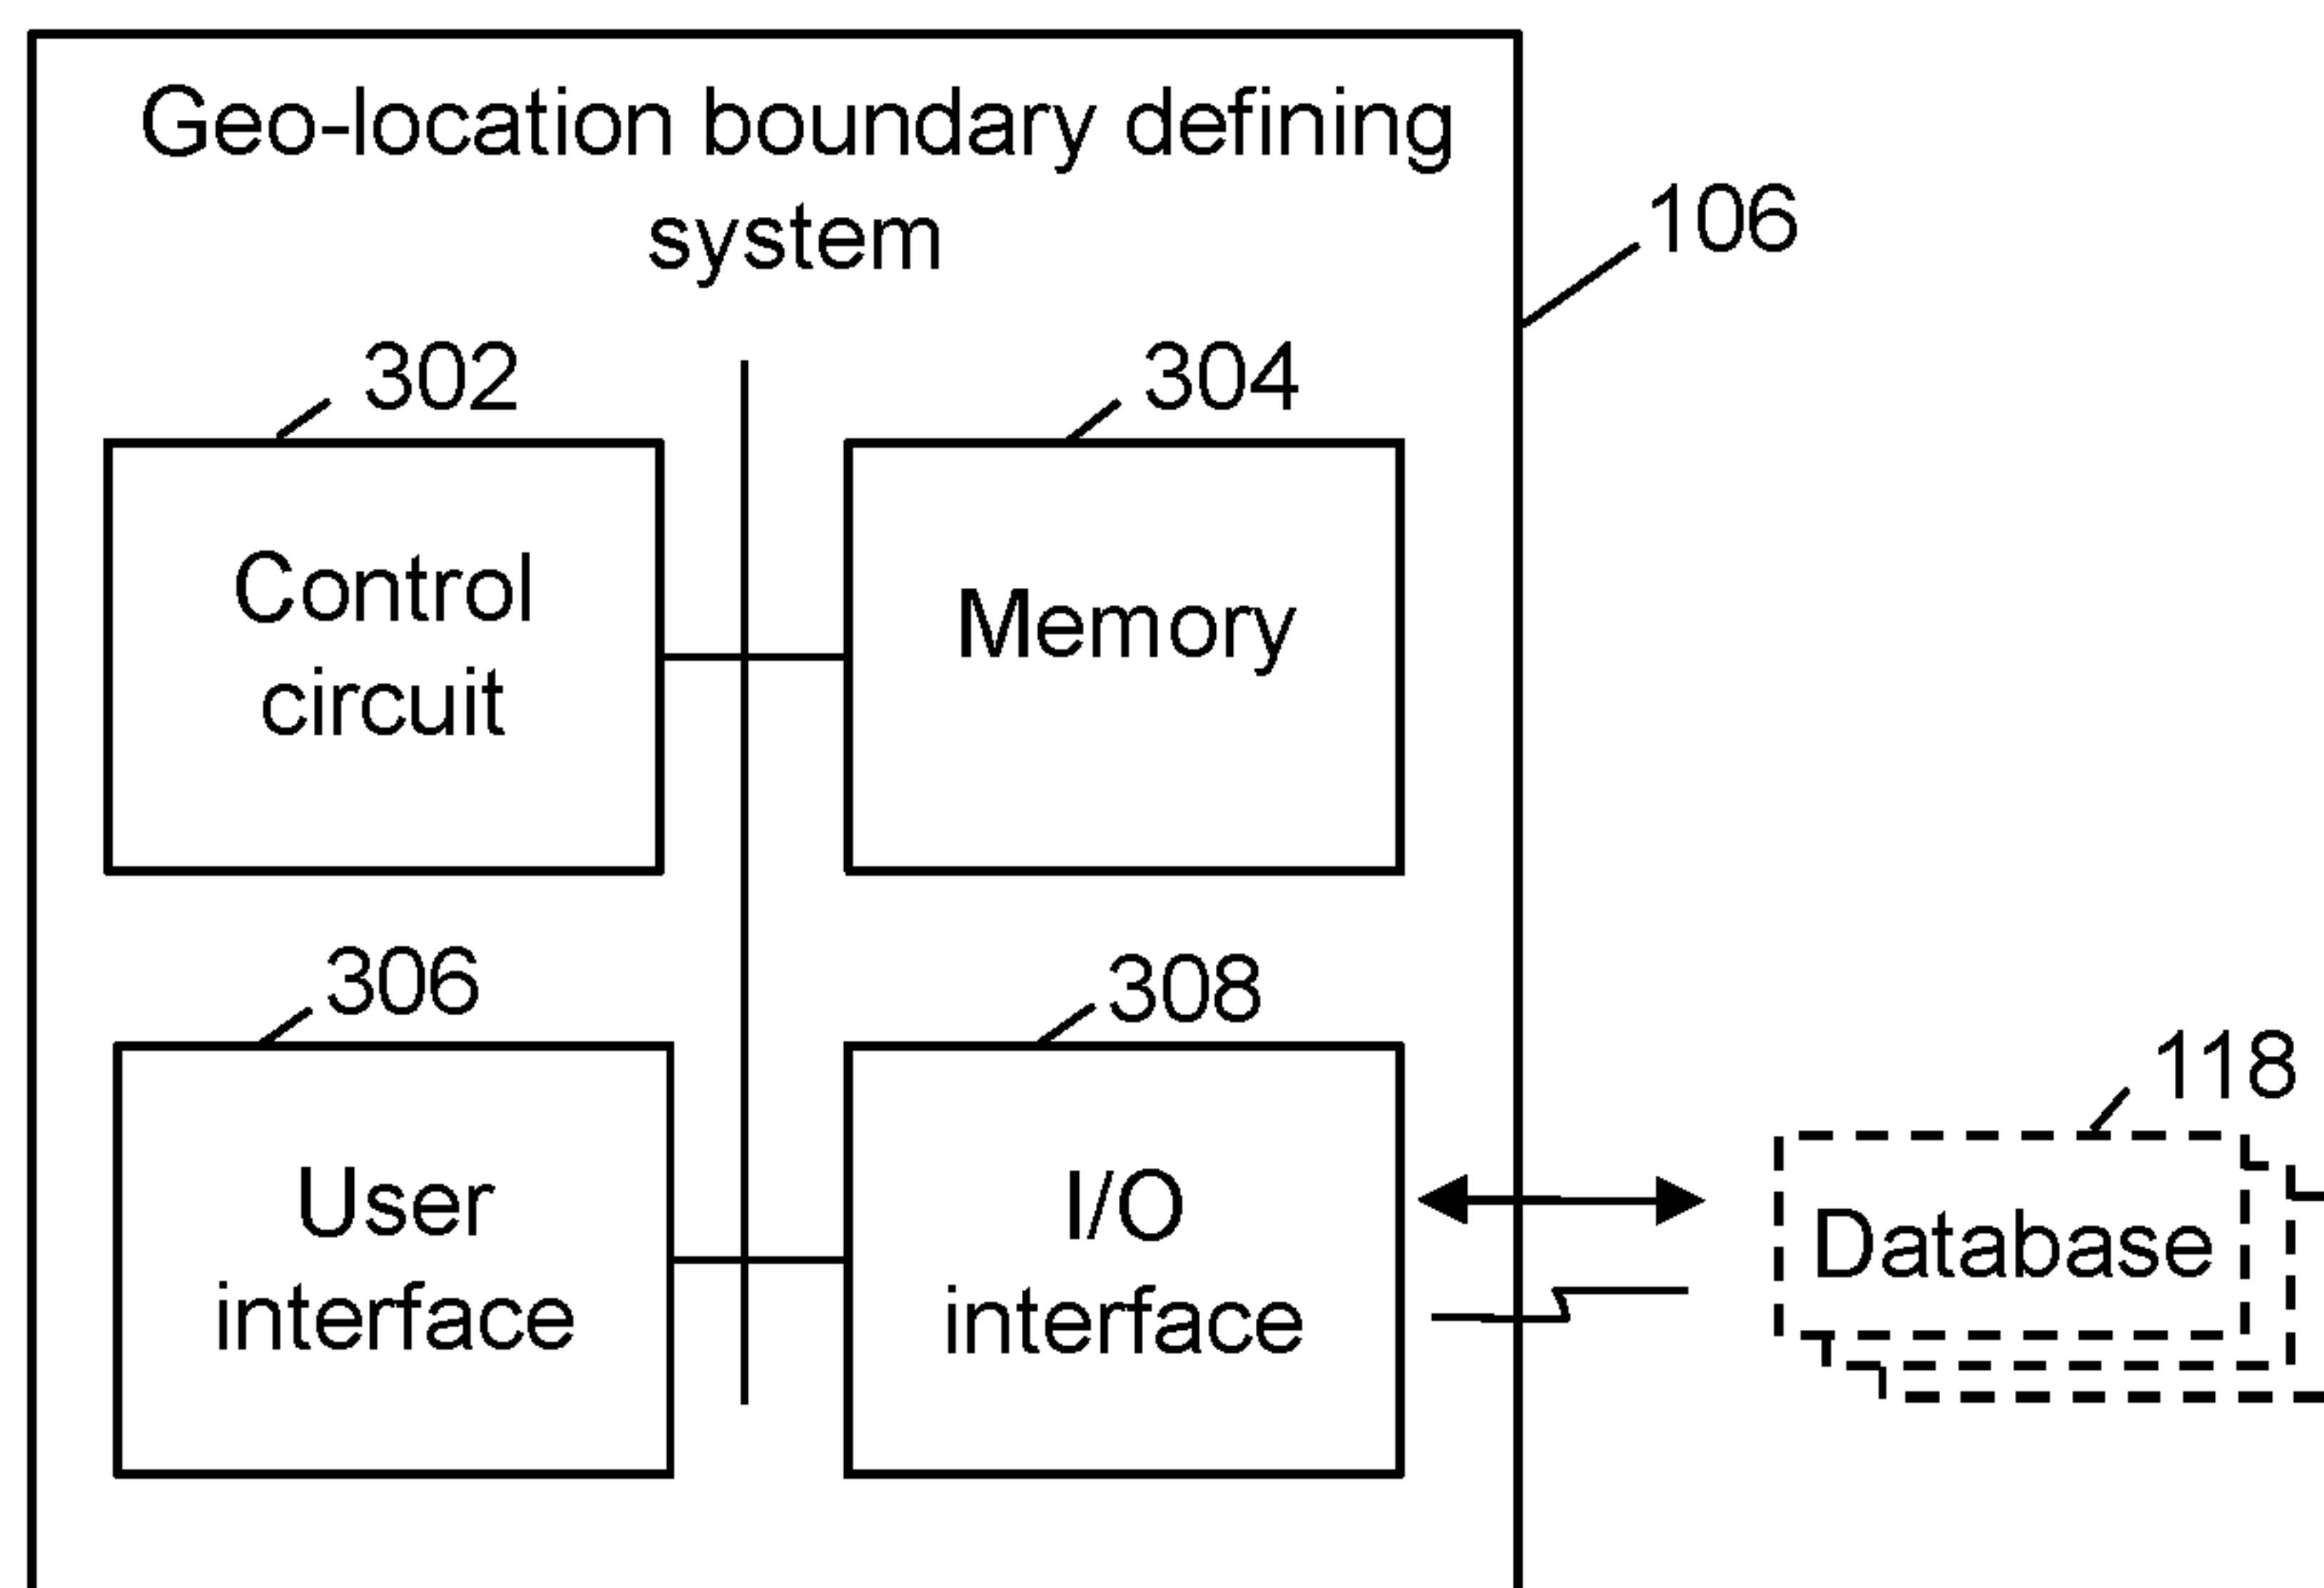 Geo-location boundary defining
system
106
302
304
Control
circuit
Memory
306
308
118
User
interface
I/O
interface
Database